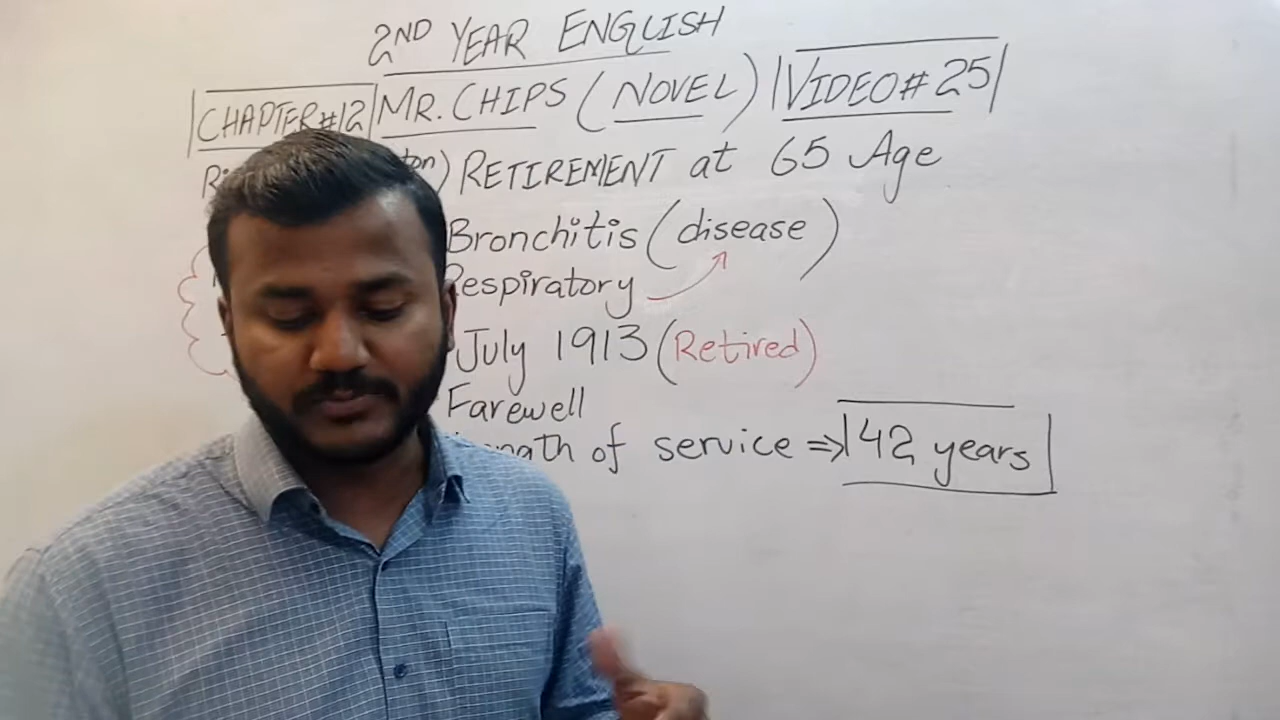 2ND YEAR ENGLISH
CHAPTER#12 MR. CHIPS (NOVEL) VIDEO# 25
RETIREMENT at 65 Age
Bronchitis (disease)
Respiratory
July 1913 (Retired)
Farewell
of service ⇒ 42 years